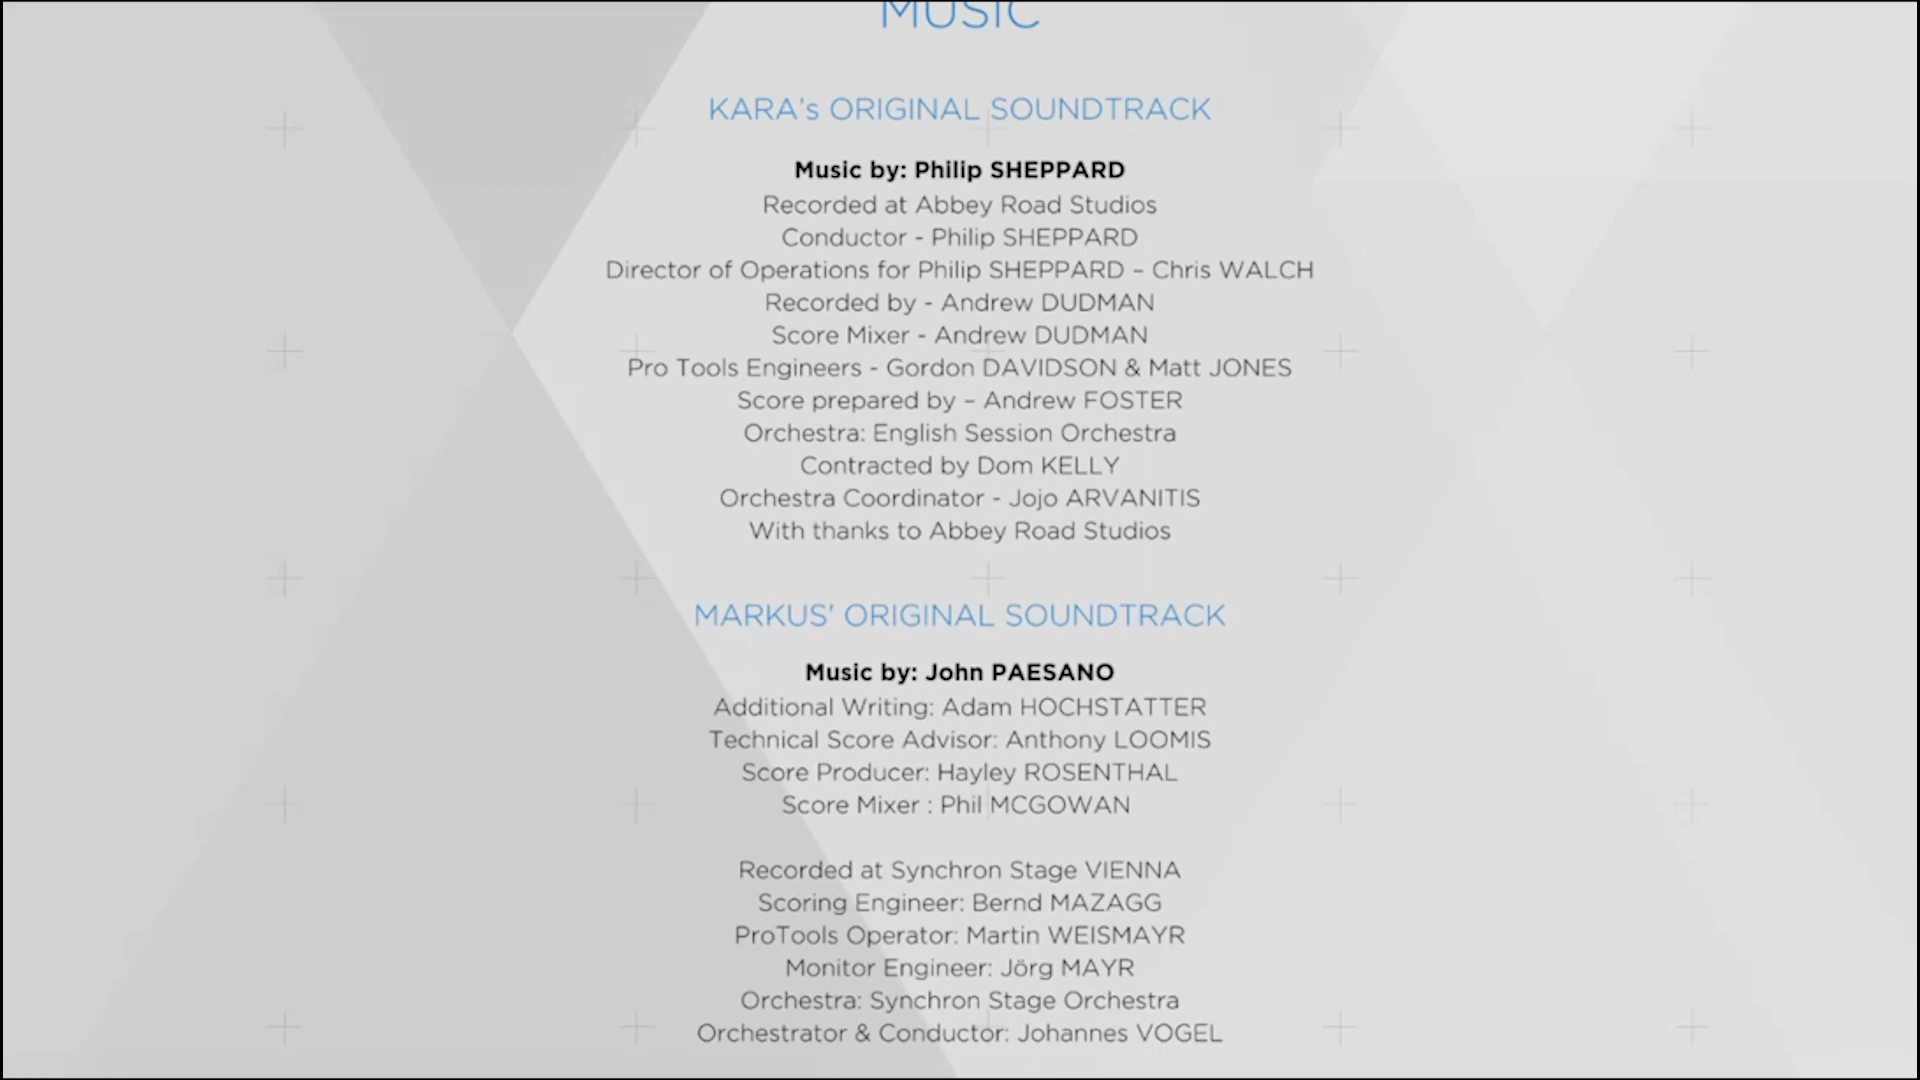 MUSIC
KARA's ORIGINAL SOUNDTRACK
Music by: Philip SHEPPARD
Recorded at Abbey Road Studios
Conductor - Philip SHEPPARD
Director of Operations for Philip SHEPPARD – Chris WALCH
Recorded by - Andrew DUDMAN
Score Mixer - Andrew DUDMAN
Pro Tools Engineers - Gordon DAVIDSON & Matt JONES
Score prepared by – Andrew FOSTER
Orchestra: English Session Orchestra
Contracted by Dom KELLY
Orchestra Coordinator - Jojo ARVANITIS
With thanks to Abbey Road Studios
MARKUS' ORIGINAL SOUNDTRACK
Music by: John PAESANO
Additional Writing: Adam HOCHSTATTER
Technical Score Advisor: Anthony LOOMIS
Score Producer: Hayley ROSENTHAL
Score Mixer : Phil MCGOWAN
Recorded at Synchron Stage VIENNA
Scoring Engineer: Bernd MAZAGG
ProTools Operator: Martin WEISMAYR
Monitor Engineer: Jörg MAYR
Orchestra: Synchron Stage Orchestra
Orchestrator & Conductor: Johannes VOGEL